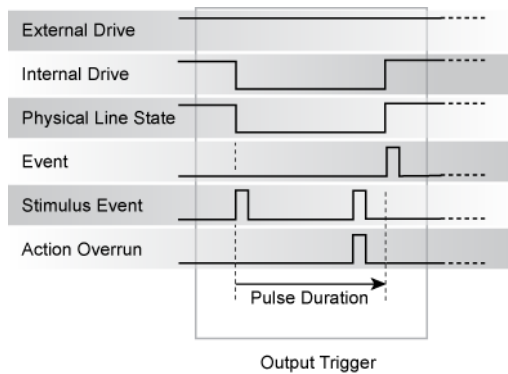 External Drive
Internal Drive
Physical Line State
Event
Stimulus Event
Action Overrun
Pulse Duration
Output Trigger